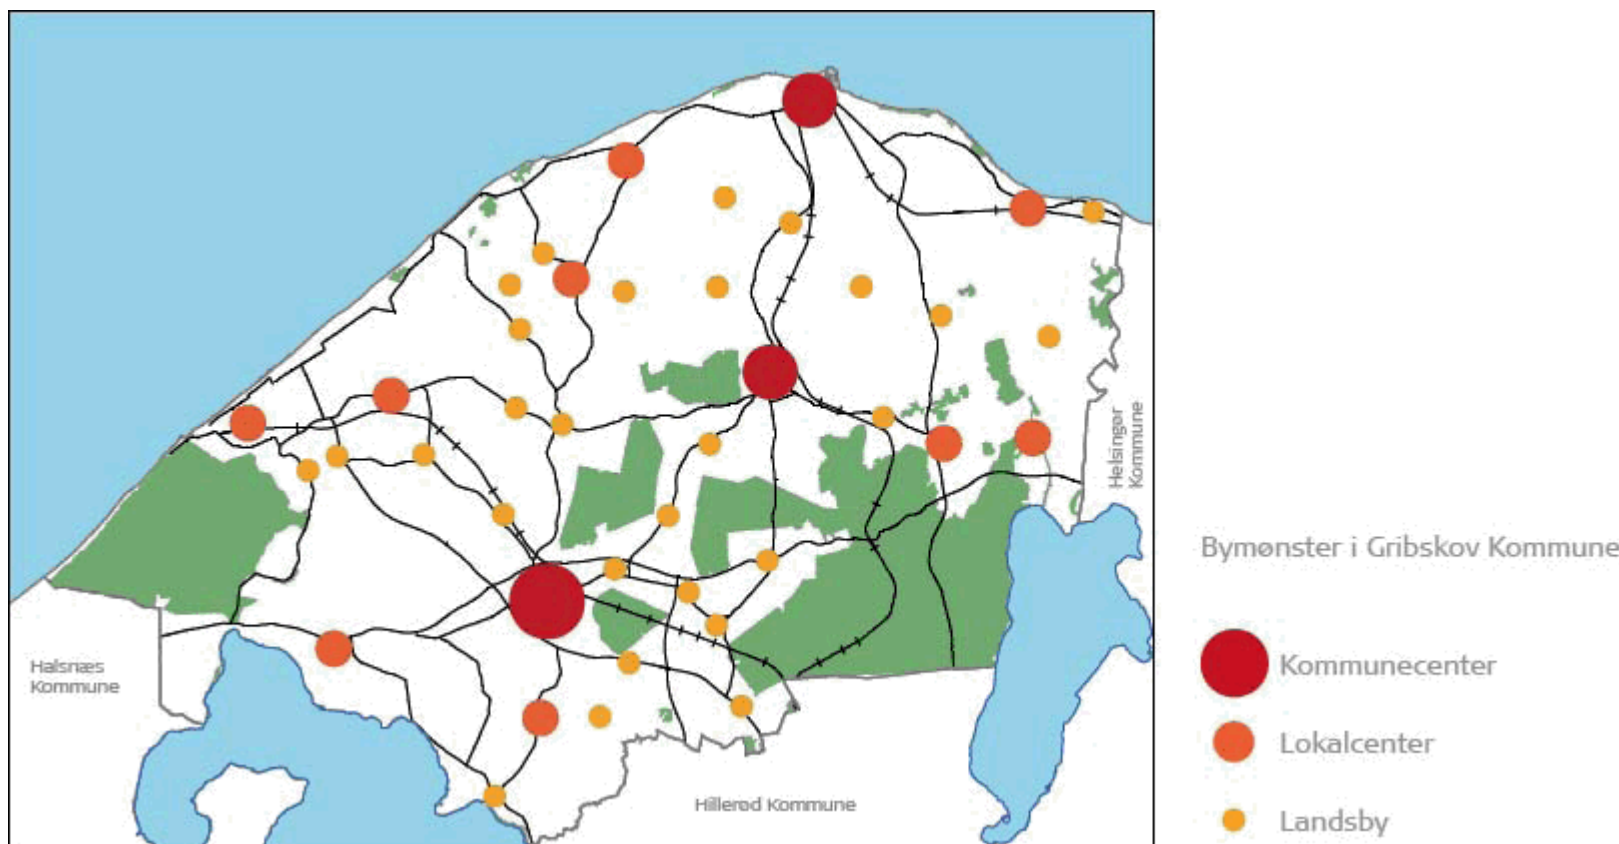 Helsingør
Kommune
Bymønster i Gribskov Kommune
Halsnæs
Kommune
Kommunecenter
Lokalcenter
Hillerød Kommune
Landsby